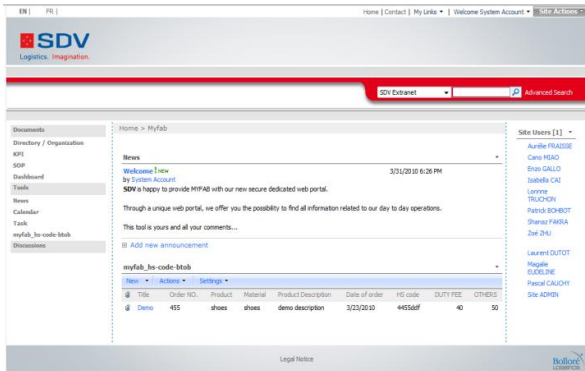 EN | FR |
Home | Contact | My Links | Welcome System Account Site Actions
SDV
Logistics. Imagination.
SDV Extranet Advanced Search
Documents
Directory / Organization
KPI
SOP
Dashboard
Tools
News
Calendar
Task
myfab_hs-code-btob
Discussions
Home > Myfab
News
Welcome ! NEW 3/31/2010 6:26 PM
by System Account
SDV is happy to provide MYFAB with our new secure dedicated web portal.
Through a unique web portal, we offer you the possibility to find all information related to our day to day operations.
This tool is yours and all your comments...
Add new announcement
myfab_hs-code-btob
New Actions Settings
Title Order NO. Product Material Product Description Date of order HS code DUTY FEE OTHERS
Demo 455 shoes shoes demo description 3/23/2010 4455ddf 40 50
Site Users [1]
Aurélie FRAISSE
Cano MIAO
Enzo GALLO
Isabella CAI
Lorinne
TRUCHON
Patrick BOHBOT
Shanaz FAKRA
Zoé ZHU
Laurent DUTOT
Magalie
EUDELINE
Pascal CAUCHY
Site ADMIN
Legal Notice
Bolloré